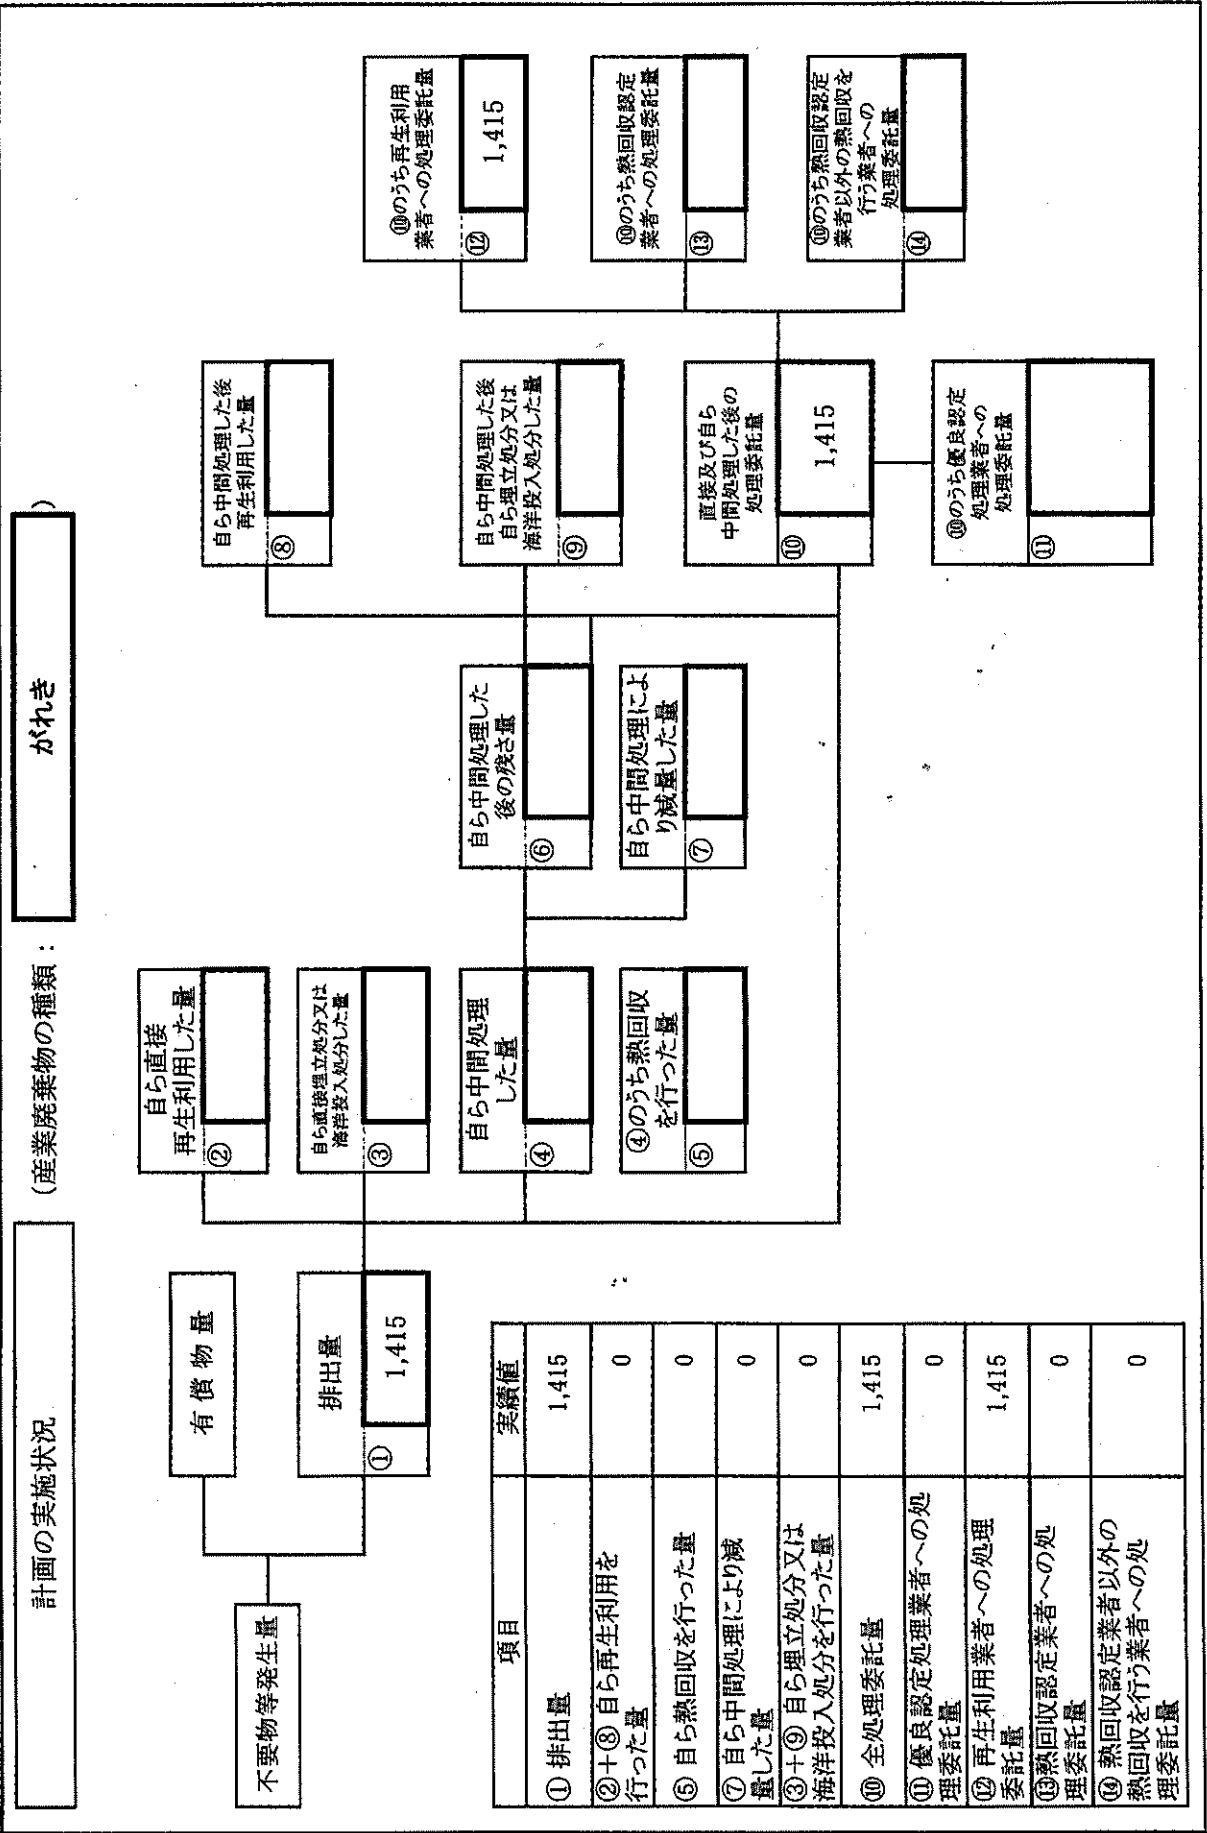 計画の実施状況
（産業廃棄物の種類：
がれき
）
不要物等発生量
有償物量
排出量
①
1,415
自ら直接
再生利用した量
②
自ら直接埋立処分又は
海洋投入処分した量
③
自ら中間処理
した量
④
④のうち熱回収
を行った量
⑤
自ら中間処理した
後の残さ量
⑥
自ら中間処理によ
り減量した量
⑦
自ら中間処理した後
再生利用した量
⑧
自ら中間処理した後
自ら埋立処分又は
海洋投入処分した量
⑨
直接及び自ら
中間処理した後の
処理委託量
⑩
1,415
⑩のうち優良認定
処理業者への
処理委託量
⑪
⑩のうち再生利用
業者への処理委託量
⑫
1,415
⑩のうち熱回収認定
業者への処理委託量
⑬
⑩のうち熱回収認定
業者以外の熱回収を
行う業者への
処理委託量
⑭
項目 実績値
① 排出量 1,415
②+⑧ 自ら再生利用を
行った量 0
⑤ 自ら熱回収を行った量 0
⑦ 自ら中間処理により減
量した量 0
③+⑨ 自ら埋立処分又は
海洋投入処分を行った量 0
⑩ 全処理委託量 1,415
⑪ 優良認定処理業者への処
理委託量 0
⑫ 再生利用業者への処理
委託量 1,415
⑬熱回収認定業者への処
理委託量 0
⑭ 熱回収認定業者以外の
熱回収を行う業者への処
理委託量 0